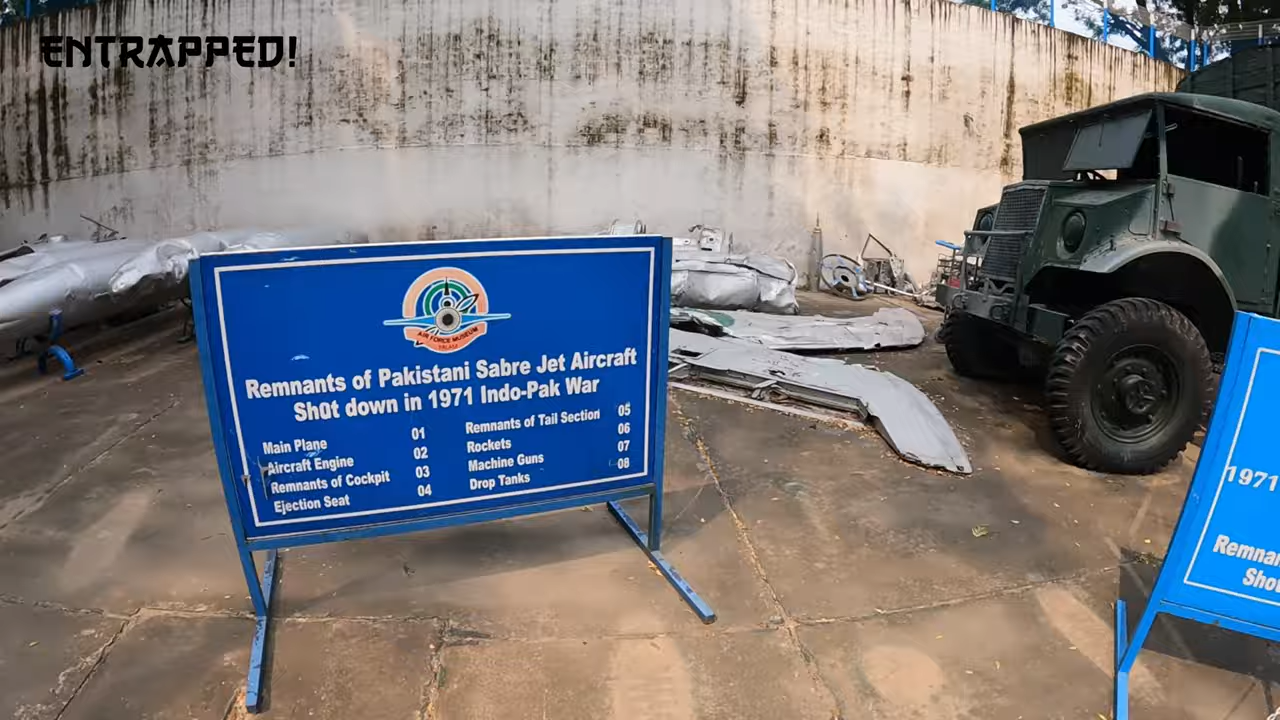 ENTRAPPED!
AIR FORCE MUSEUM
Remnants of Pakistani Sabre Jet Aircraft
Shot down in 1971 Indo-Pak War
Main Plane 01
Aircraft Engine 02
Remnants of Cockpit 03
Ejection Seat 04
Remnants of Tail Section 05
Rockets 06
Machine Guns 07
Drop Tanks 08
1971